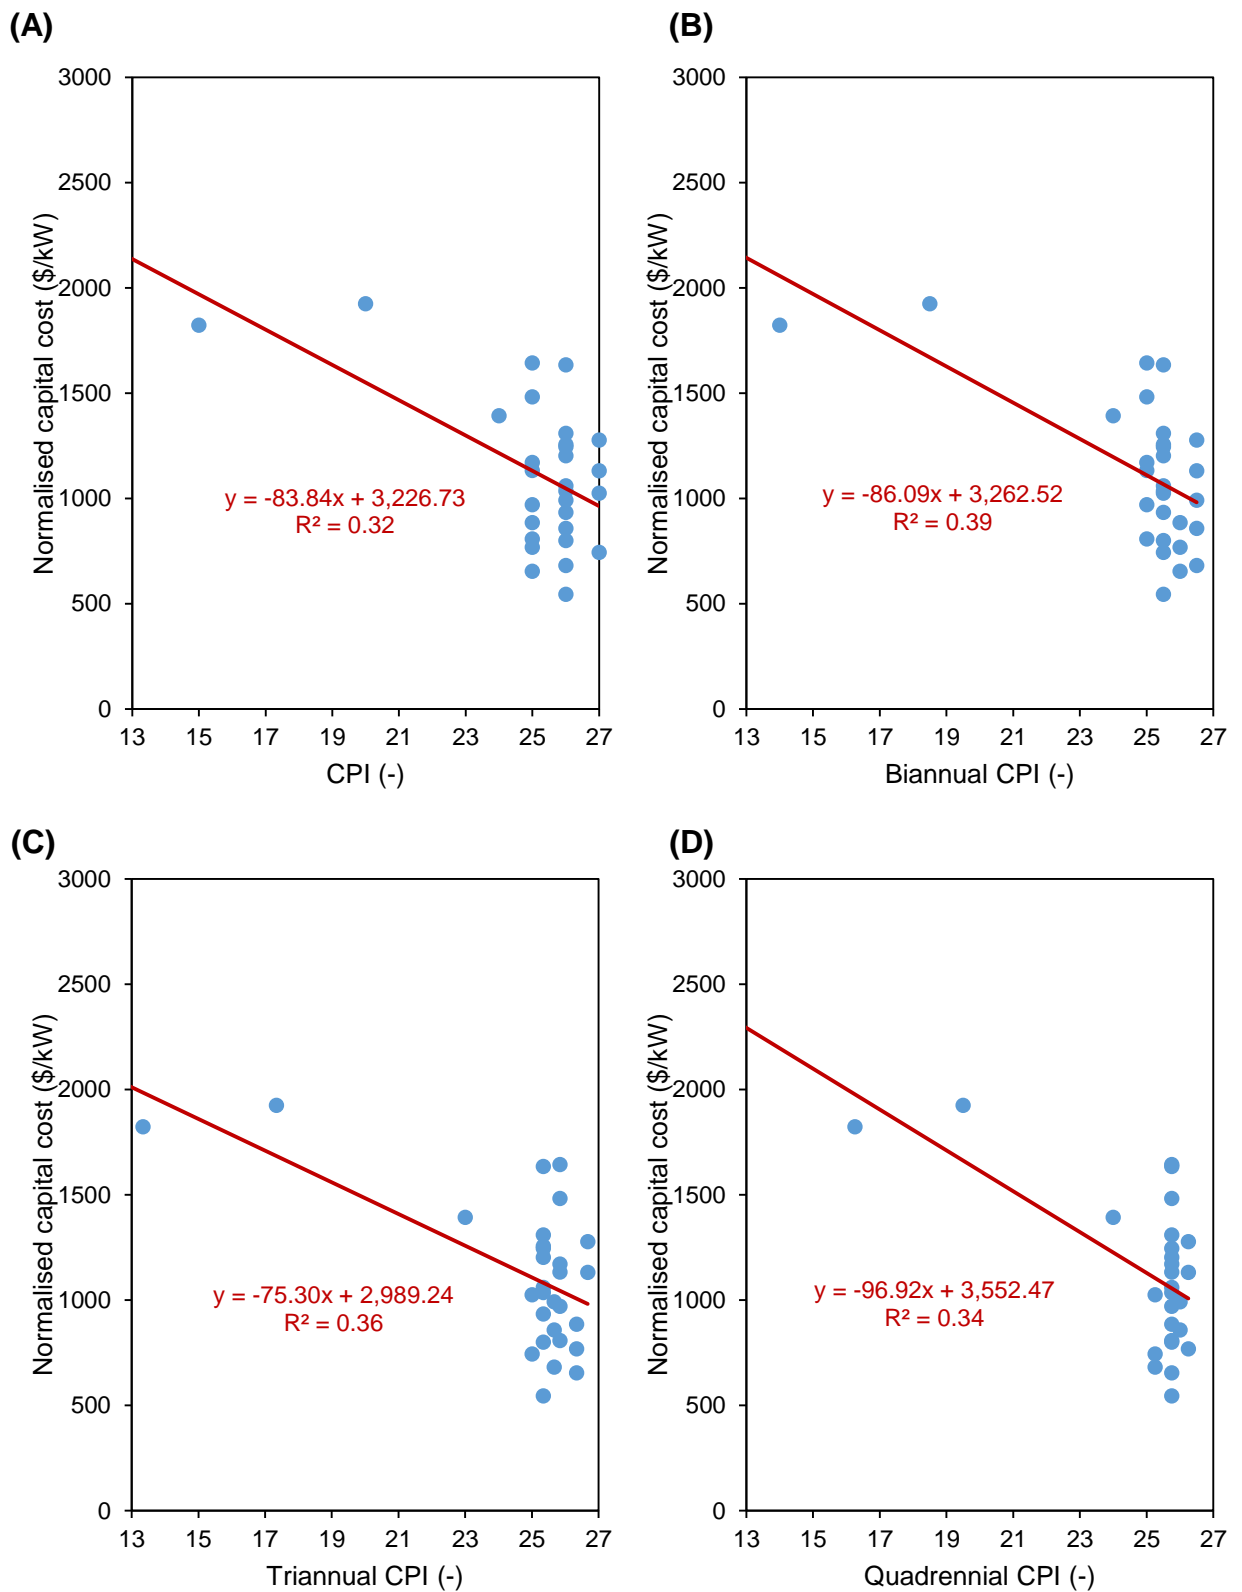 (A)
3000
2500
2000
1500
1000
500
0
Normalised capital cost ($/kW)
y = -83.84x + 3,226.73
R² = 0.32
13 15 17 19 21 23 25 27
CPI (-)
(B)
3000
2500
2000
1500
1000
500
0
Normalised capital cost ($/kW)
y = -86.09x + 3,262.52
R² = 0.39
13 15 17 19 21 23 25 27
Biannual CPI (-)
(C)
3000
2500
2000
1500
1000
500
0
Normalised capital cost ($/kW)
y = -75.30x + 2,989.24
R² = 0.36
13 15 17 19 21 23 25 27
Triannual CPI (-)
(D)
3000
2500
2000
1500
1000
500
0
Normalised capital cost ($/kW)
y = -96.92x + 3,552.47
R² = 0.34
13 15 17 19 21 23 25 27
Quadrennial CPI (-)